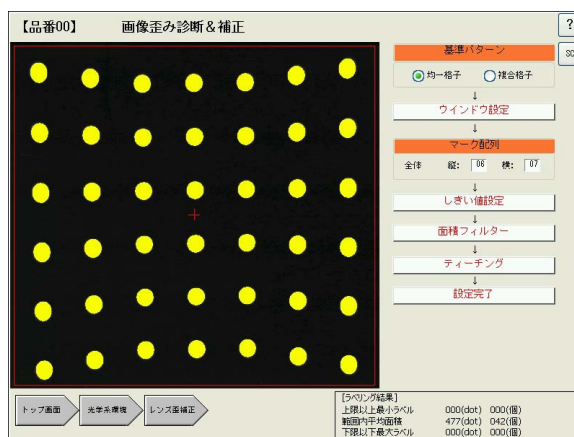 【品番00】 画像歪み診断&補正
?
基準パターン
均一格子 複合格子
↓
ウインドウ設定
↓
マーク配列
全体 縦: 06 横: 07
↓
しきい値設定
↓
面積フィルター
↓
ティーチング
↓
設定完了
トップ画面 光学系環境 レンズ歪補正
[ラベリング結果]
上限以上最小ラベル 000(dot) 000(個)
範囲内平均面積 477(dot) 042(個)
下限以下最大ラベル 000(dot) 000(個)